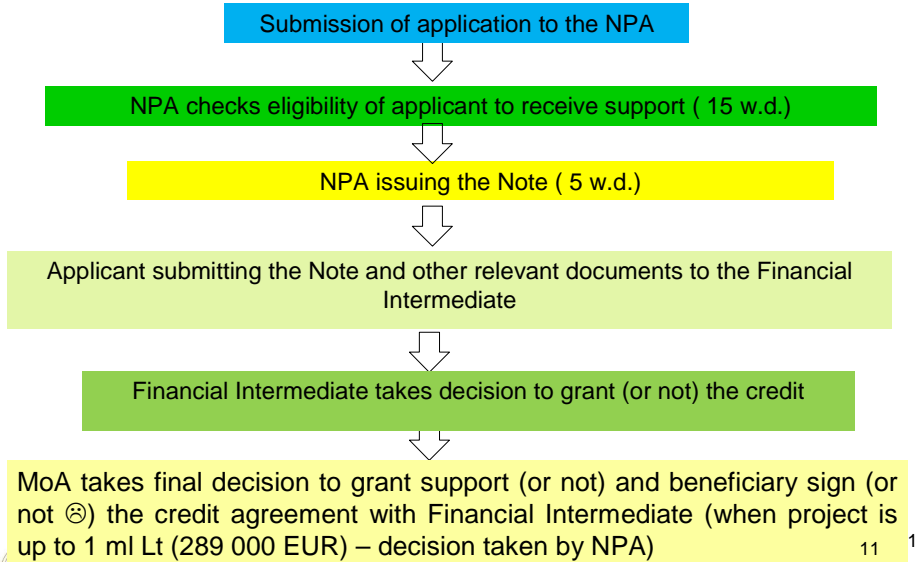 Submission of application to the NPA
NPA checks eligibility of applicant to receive support ( 15 w.d.)
NPA issuing the Note ( 5 w.d.)
Applicant submitting the Note and other relevant documents to the Financial
Intermediate
Financial Intermediate takes decision to grant (or not) the credit
MoA takes final decision to grant support (or not) and beneficiary sign (or
not ☹) the credit agreement with Financial Intermediate (when project is
up to 1 ml Lt (289 000 EUR) – decision taken by NPA)
11 1